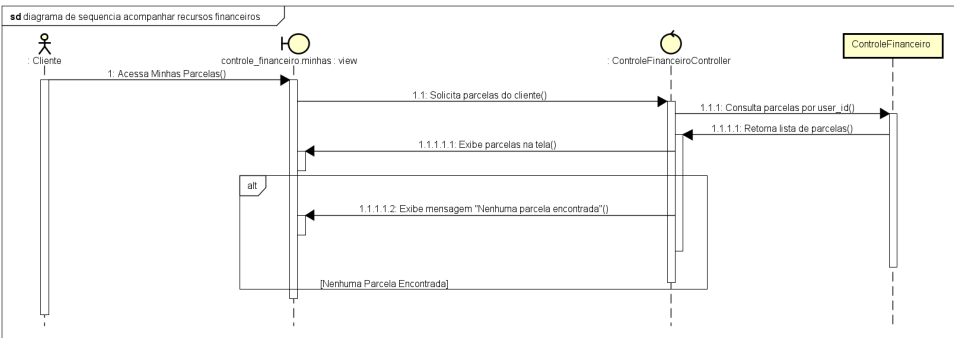 sd diagrama de sequencia acompanhar recursos financeiros
: Cliente
controle_financeiro.minhas : view
: ControleFinanceiroController
ControleFinanceiro
1: Acessa Minhas Parcelas()
1.1: Solicita parcelas do cliente()
1.1.1: Consulta parcelas por user_id()
1.1.1.1: Retorna lista de parcelas()
1.1.1.1.1: Exibe parcelas na tela()
alt
1.1.1.1.2: Exibe mensagem "Nenhuma parcela encontrada"()
[Nenhuma Parcela Encontrada]